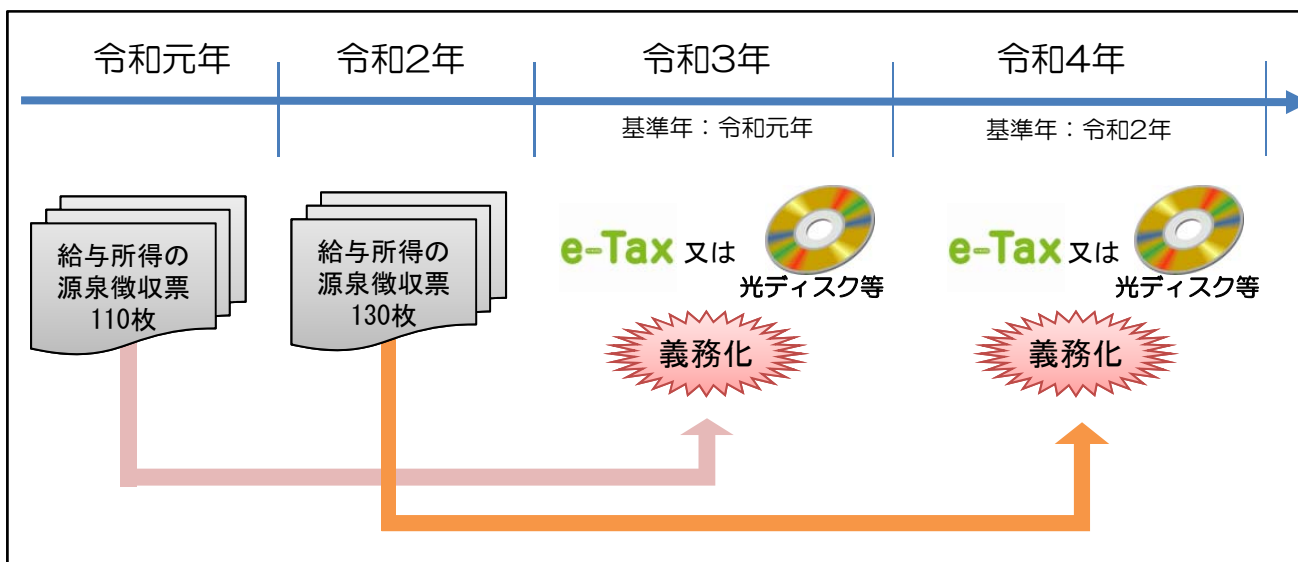 令和元年
令和2年
令和3年
令和4年
基準年：令和元年
基準年：令和2年
給与所得の
源泉徴収票
110枚
給与所得の
源泉徴収票
130枚
e-Tax 又は
光ディスク等
義務化
e-Tax 又は
光ディスク等
義務化